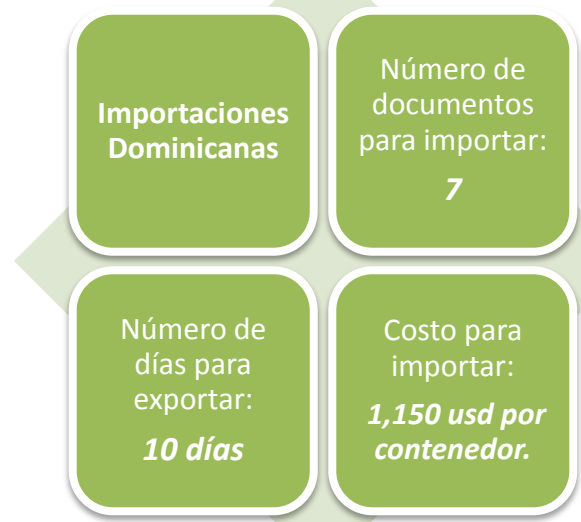 Importaciones
Dominicanas
Número de
documentos
para importar:
7
Número de
días para
exportar:
10 días
Costo para
importar:
1,150 usd por
contenedor.